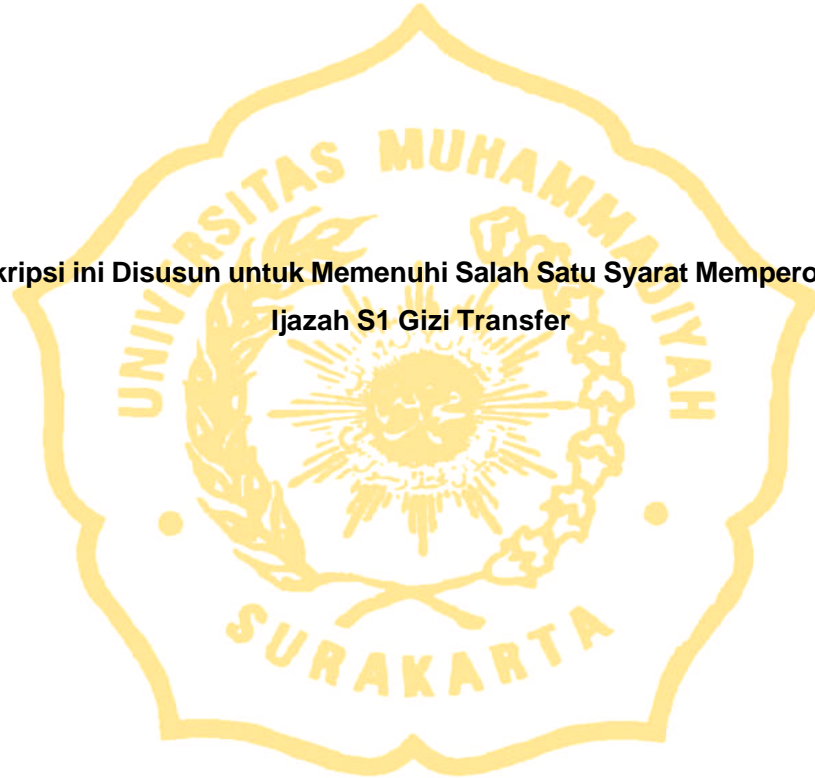 UNIVERSITAS MUHAMMADIYAH
kripsi ini Disusun untuk Memenuhi Salah Satu Syarat Mempero
Ijazah S1 Gizi Transfer
SURAKARTA